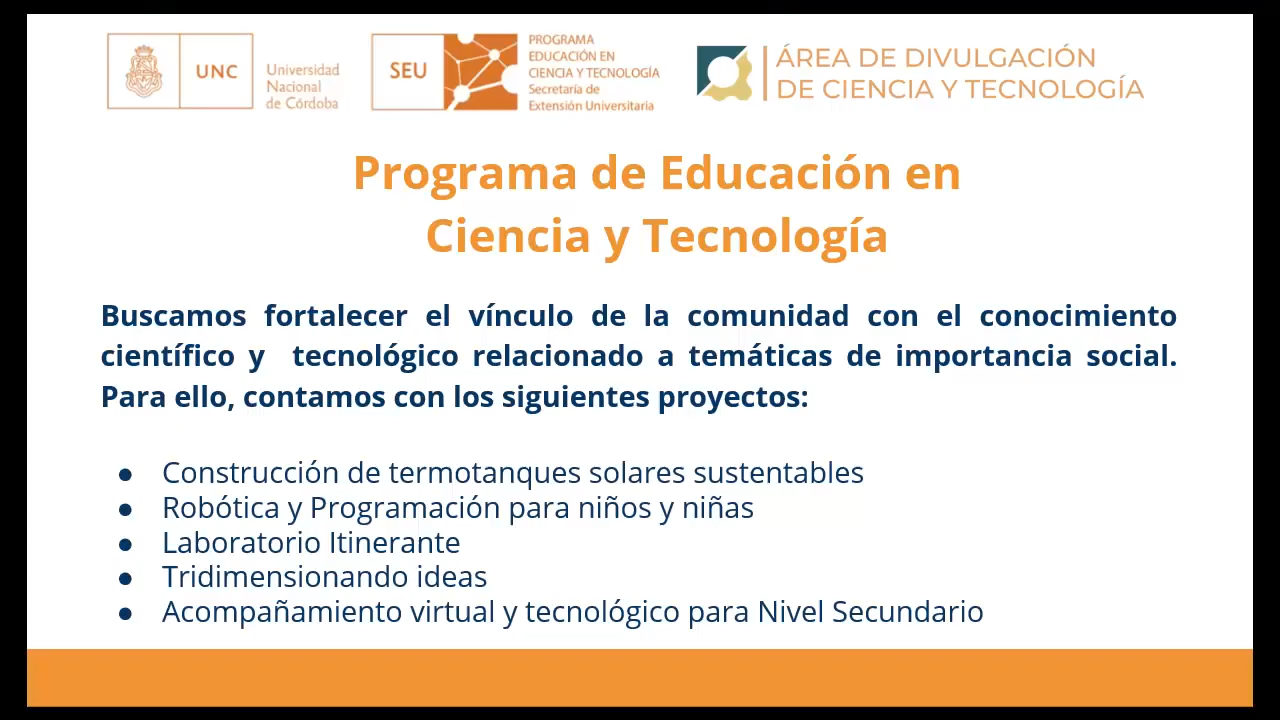 UNC
Universidad
Nacional
de Córdoba
SEU
PROGRAMA
EDUCACIÓN EN
CIENCIA Y TECNOLOGÍA
Secretaría de
Extensión Universitaria
ÁREA DE DIVULGACIÓN
DE CIENCIA Y TECNOLOGÍA
Programa de Educación en
Ciencia y Tecnología
Buscamos fortalecer el vínculo de la comunidad con el conocimiento
científico y tecnológico relacionado a temáticas de importancia social.
Para ello, contamos con los siguientes proyectos:
● Construcción de termotanques solares sustentables
● Robótica y Programación para niños y niñas
● Laboratorio Itinerante
● Tridimensionando ideas
● Acompañamiento virtual y tecnológico para Nivel Secundario